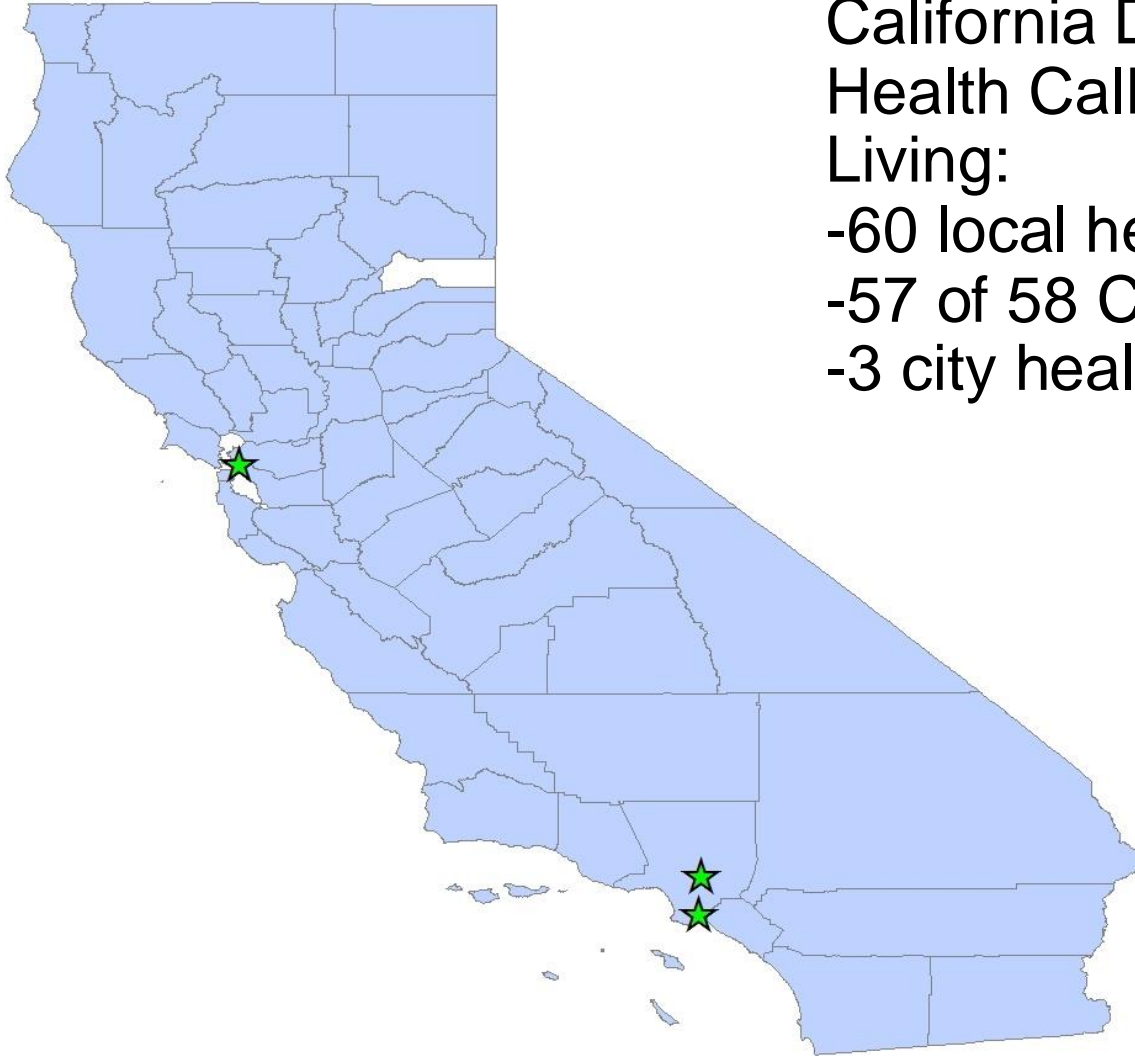 California D
Health Call
Living:
-60 local he
-57 of 58 C
-3 city heal